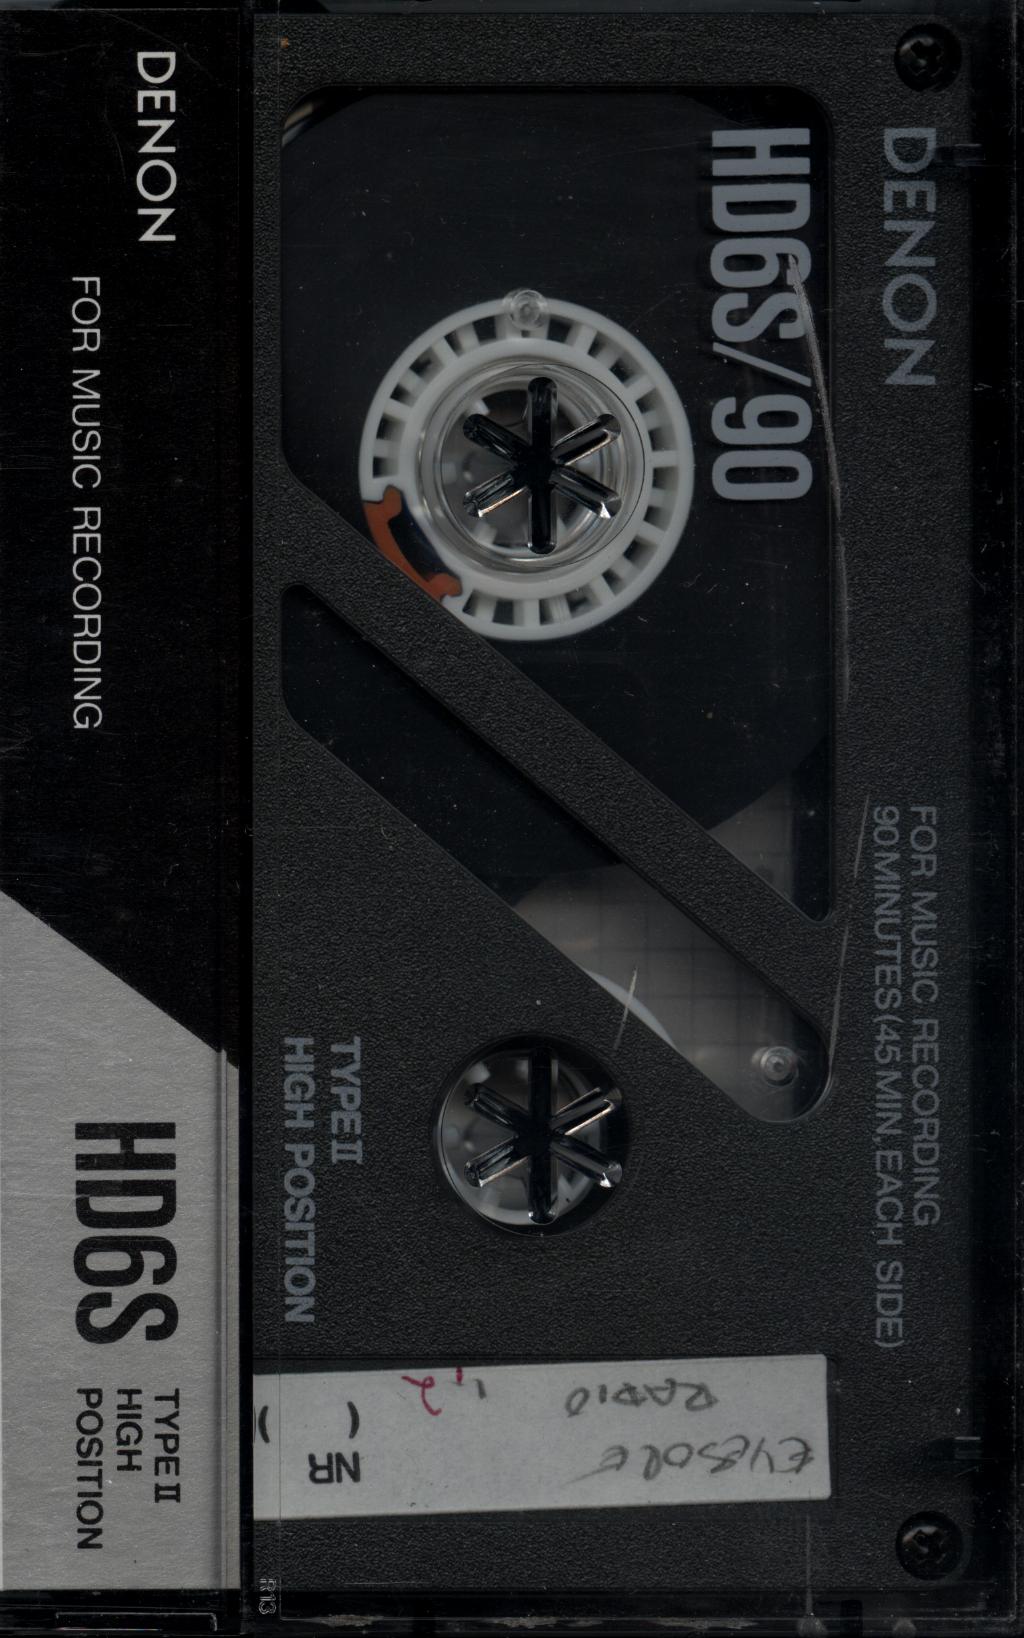 DENON
FOR MUSIC RECORDING
HD6S
TYPE II
HIGH
POSITION
DENON
HD6S/90
FOR MUSIC RECORDING
90 MINUTES (45 MIN, EACH SIDE)
TYPE II
HIGH POSITION
EYESORE
RADIO 1,2
NR ( )
R13